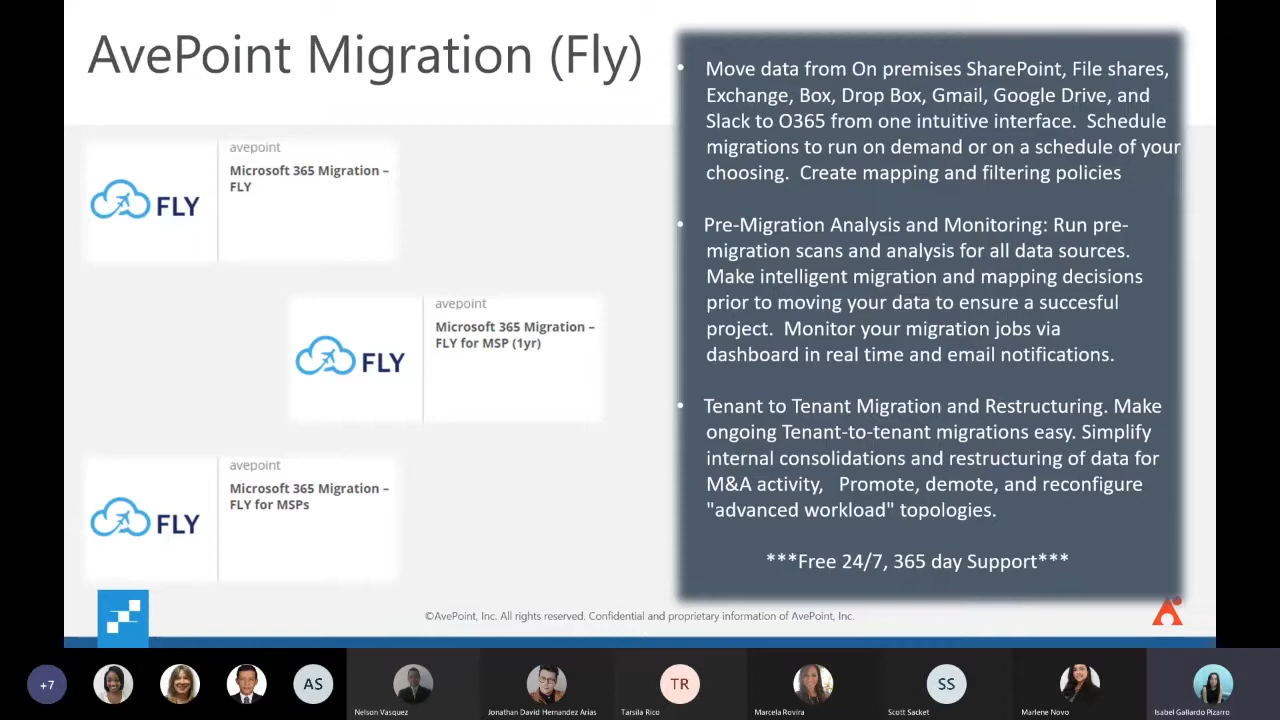 AvePoint Migration (Fly)
avepoint
Microsoft 365 Migration –
FLY
FLY
avepoint
Microsoft 365 Migration –
FLY for MSP (1yr)
FLY
avepoint
Microsoft 365 Migration –
FLY for MSPs
FLY
• Move data from On premises SharePoint, File shares,
Exchange, Box, Drop Box, Gmail, Google Drive, and
Slack to O365 from one intuitive interface. Schedule
migrations to run on demand or on a schedule of your
choosing. Create mapping and filtering policies
• Pre-Migration Analysis and Monitoring: Run pre-
migration scans and analysis for all data sources.
Make intelligent migration and mapping decisions
prior to moving your data to ensure a succesful
project. Monitor your migration jobs via
dashboard in real time and email notifications.
• Tenant to Tenant Migration and Restructuring. Make
ongoing Tenant-to-tenant migrations easy. Simplify
internal consolidations and restructuring of data for
M&A activity, Promote, demote, and reconfigure
"advanced workload" topologies.
***Free 24/7, 365 day Support***
©AvePoint, Inc. All rights reserved. Confidential and proprietary information of AvePoint, Inc.
+7
AS
TR
SS
Nelson Vasquez
Jonathan David Hernandez Arias
Tarsila Rico
Marcela Rovira
Scott Sacket
Marlene Novo
Isabel Gallardo Pizarro